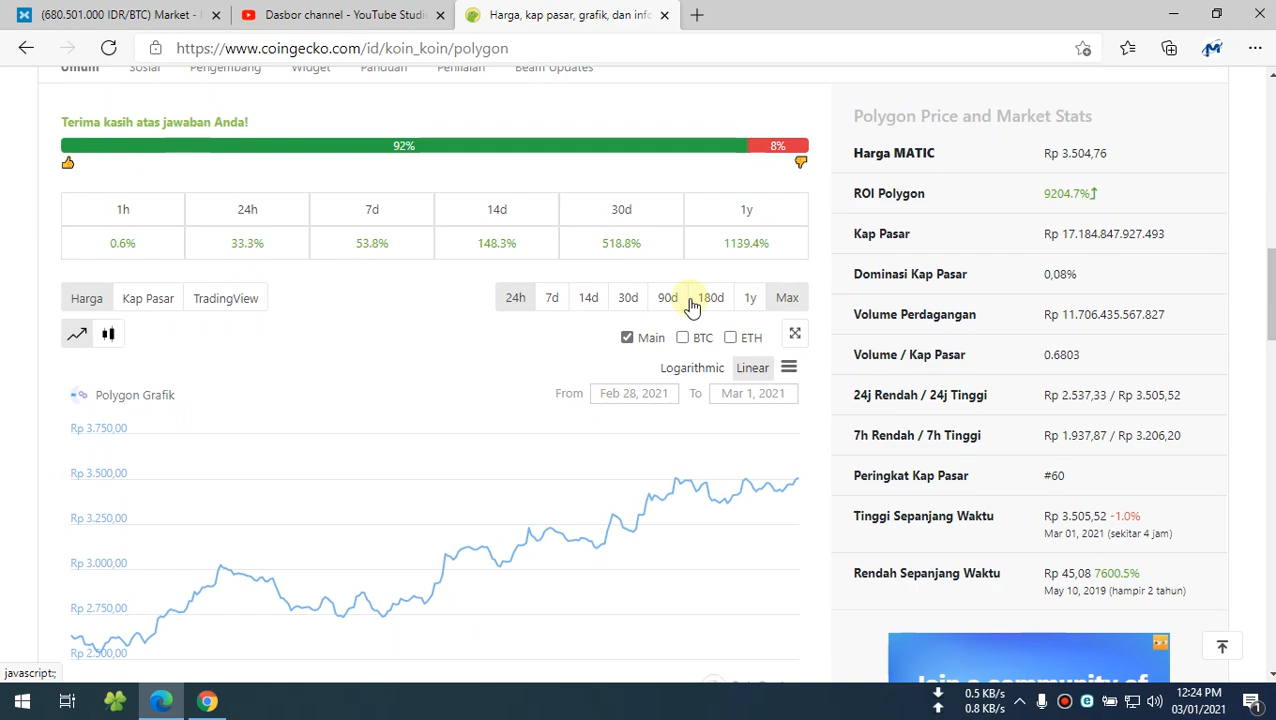 (680.501.000 IDR/BTC) Market -
Dasbor channel - YouTube Studi
Harga, kap pasar, grafik, dan info
https://www.coingecko.com/id/koin_koin/polygon
Umum Sosial Pengembang Widget Panduan Penilaian Beam Updates
Terima kasih atas jawaban Anda!
92% 8%
1h 24h 7d 14d 30d 1y
0.6% 33.3% 53.8% 148.3% 518.8% 1139.4%
Harga Kap Pasar TradingView
24h 7d 14d 30d 90d 180d 1y Max
Main BTC ETH
Logarithmic Linear
Polygon Grafik
From Feb 28, 2021 To Mar 1, 2021
Rp 3.750,00
Rp 3.500,00
Rp 3.250,00
Rp 3.000,00
Rp 2.750,00
Rp 2.500,00
Polygon Price and Market Stats
Harga MATIC Rp 3.504,76
ROI Polygon 9204.7%
Kap Pasar Rp 17.184.847.927.493
Dominasi Kap Pasar 0,08%
Volume Perdagangan Rp 11.706.435.567.827
Volume / Kap Pasar 0.6803
24j Rendah / 24j Tinggi Rp 2.537,33 / Rp 3.505,52
7h Rendah / 7h Tinggi Rp 1.937,87 / Rp 3.206,20
Peringkat Kap Pasar #60
Tinggi Sepanjang Waktu Rp 3.505,52 -1.0%
Mar 01, 2021 (sekitar 4 jam)
Rendah Sepanjang Waktu Rp 45,08 7600.5%
May 10, 2019 (hampir 2 tahun)
Join a community of
javascript:;
0.5 KB/s
0.8 KB/s
12:24 PM
03/01/2021
1